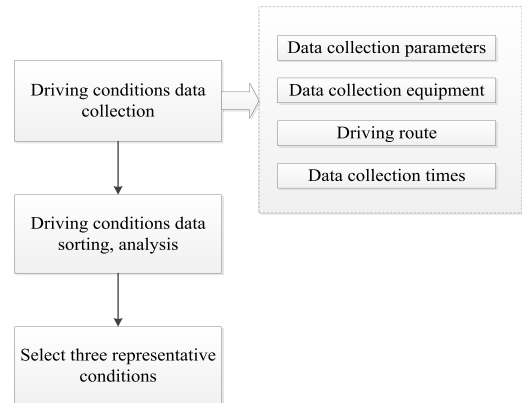 Driving conditions data
collection
Data collection parameters
Data collection equipment
Driving route
Data collection times
Driving conditions data
sorting, analysis
Select three representative
conditions